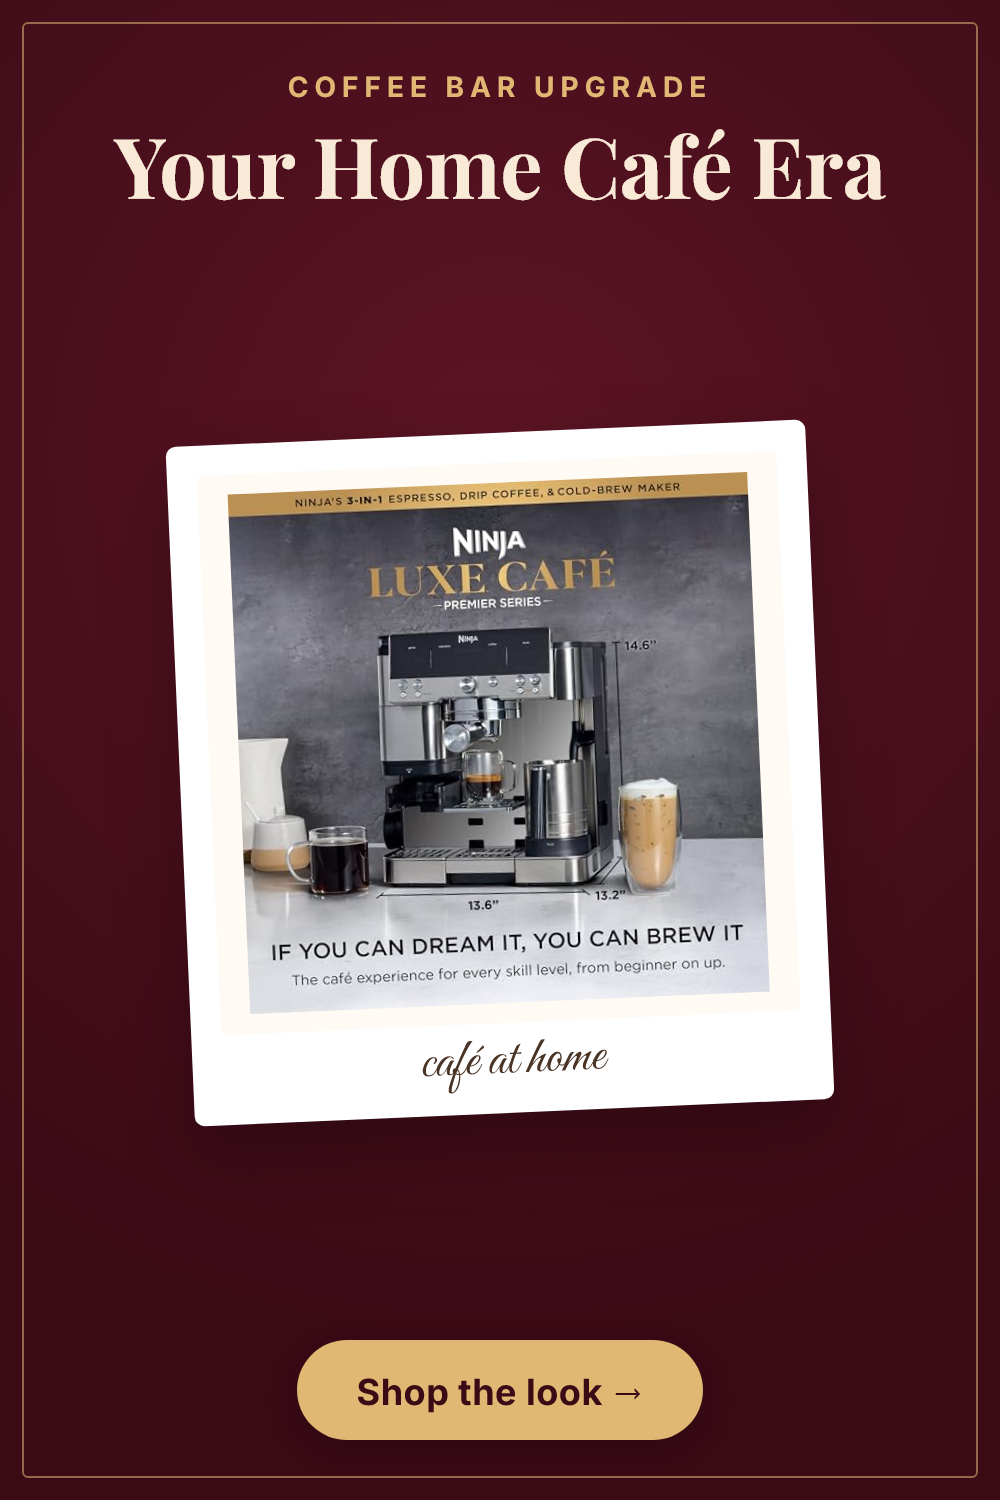 COFFEE BAR UPGRADE
Your Home Café Era
NINJA'S 3-IN-1 ESPRESSO, DRIP COFFEE, & COLD-BREW MAKER
NINJA
LUXE CAFÉ
PREMIER SERIES
NINJA
14.6"
13.6"
13.2"
IF YOU CAN DREAM IT, YOU CAN BREW IT
The café experience for every skill level, from beginner on up.
café at home
Shop the look →